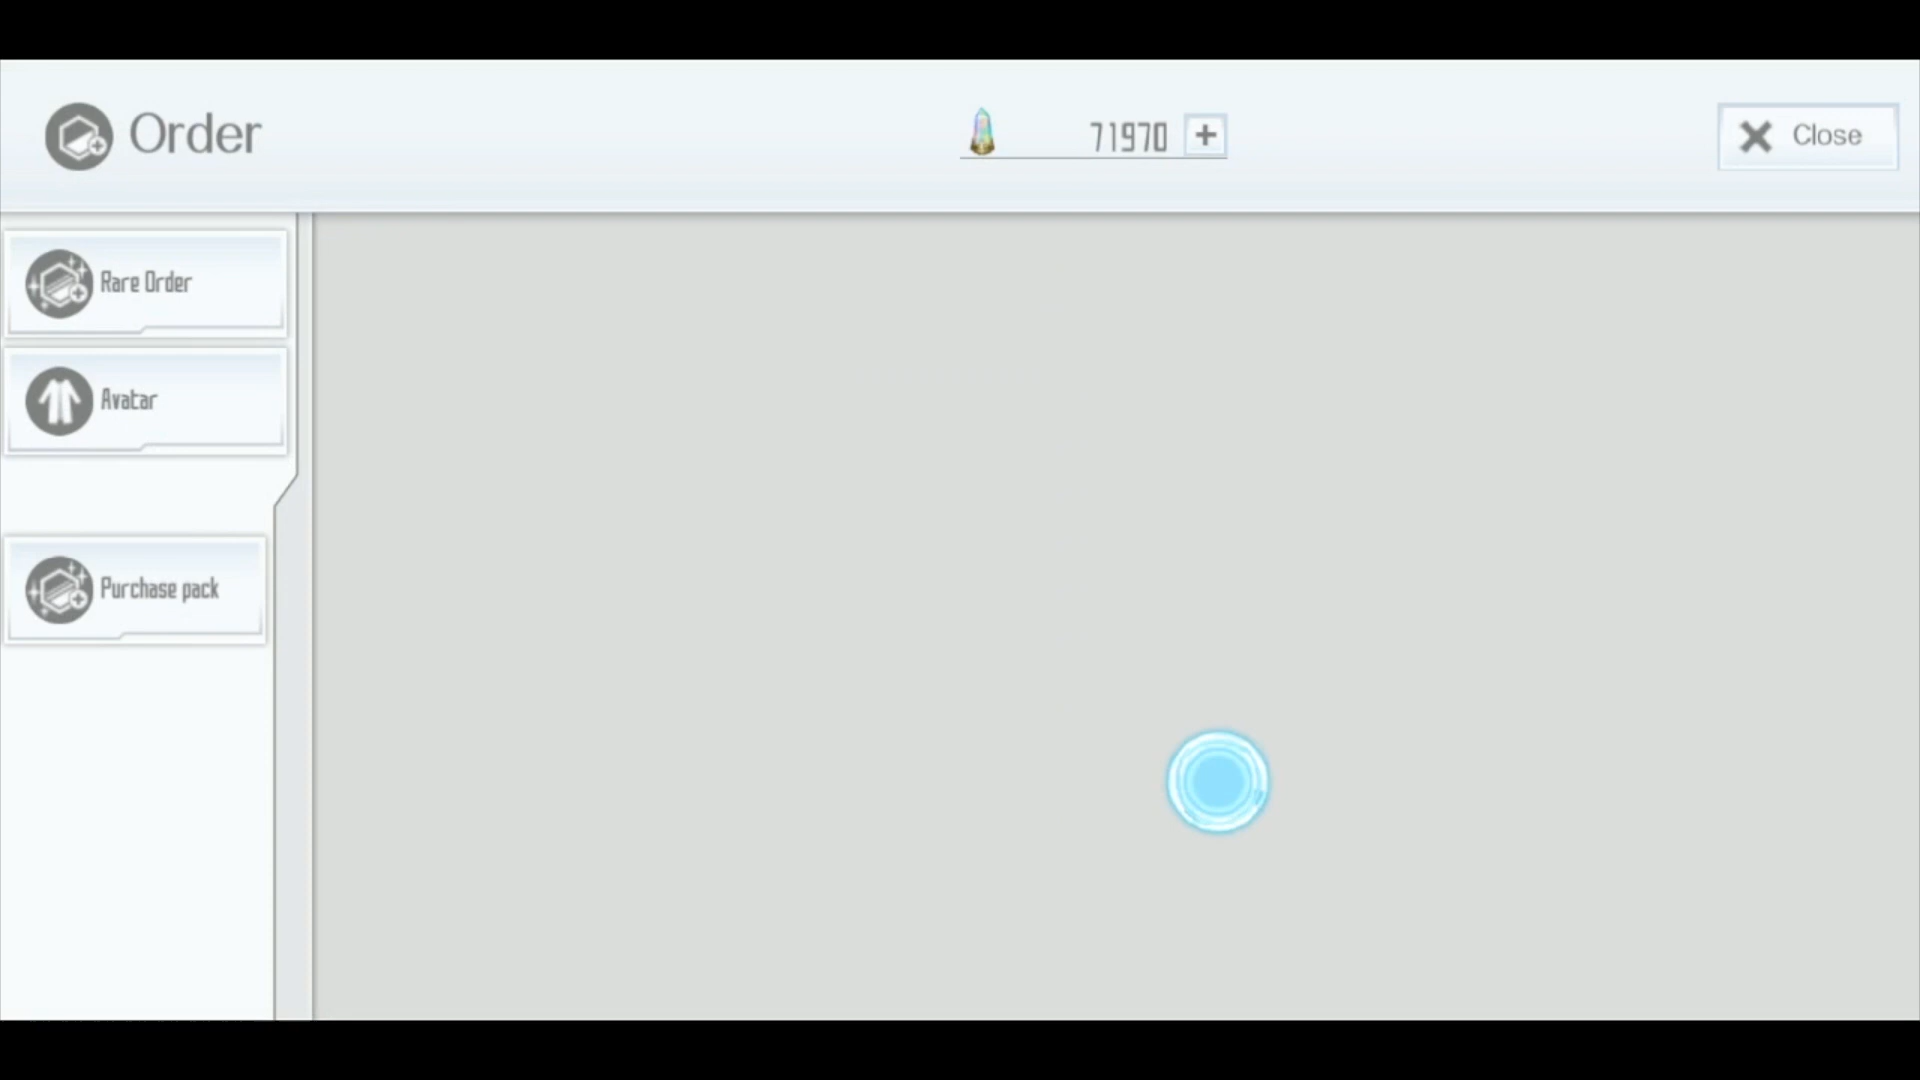 Order
71970
Close
Rare Order
Avatar
Purchase pack